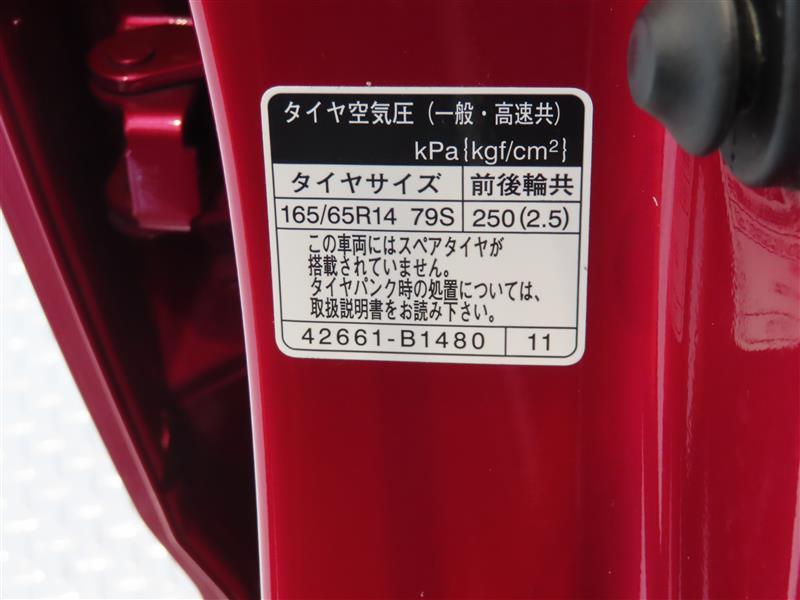 タイヤ空気圧（一般・高速共）
kPa{kgf/cm²}
タイヤサイズ 前後輪共
165/65R14 79S 250(2.5)
この車両にはスペアタイヤが
搭載されていません。
タイヤパンク時の処置については、
取扱説明書をお読み下さい。
42661-B1480 11